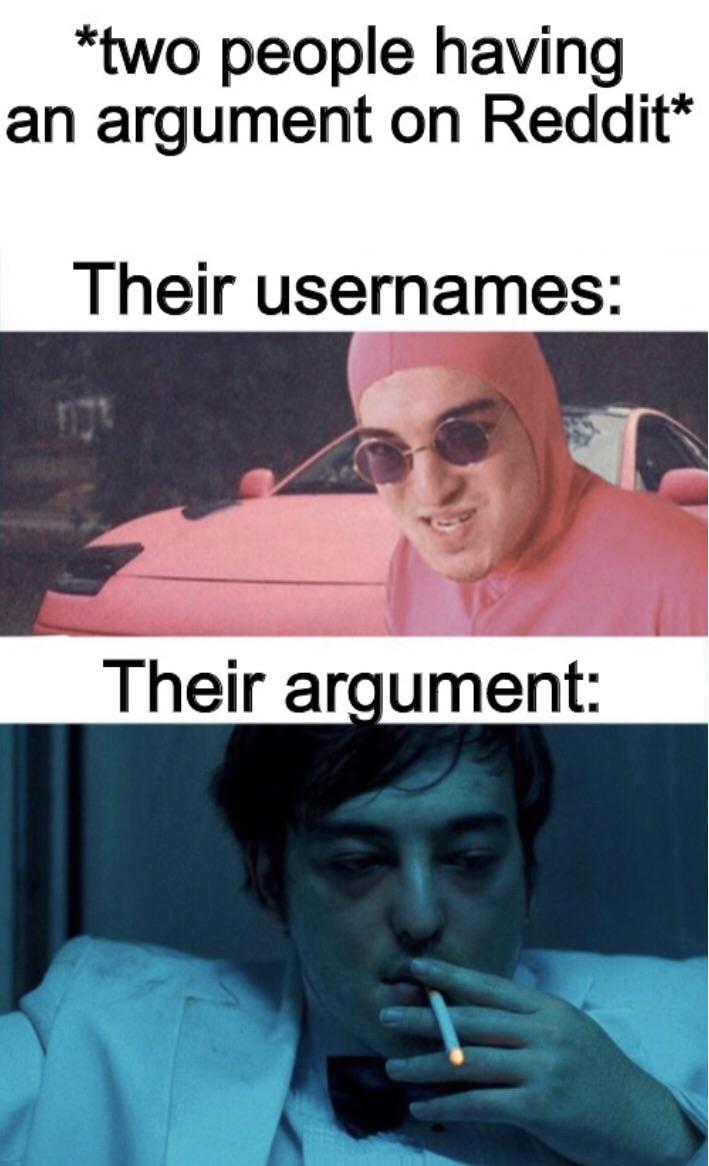 *two people having
an argument on Reddit*
Their usernames:
Their argument: